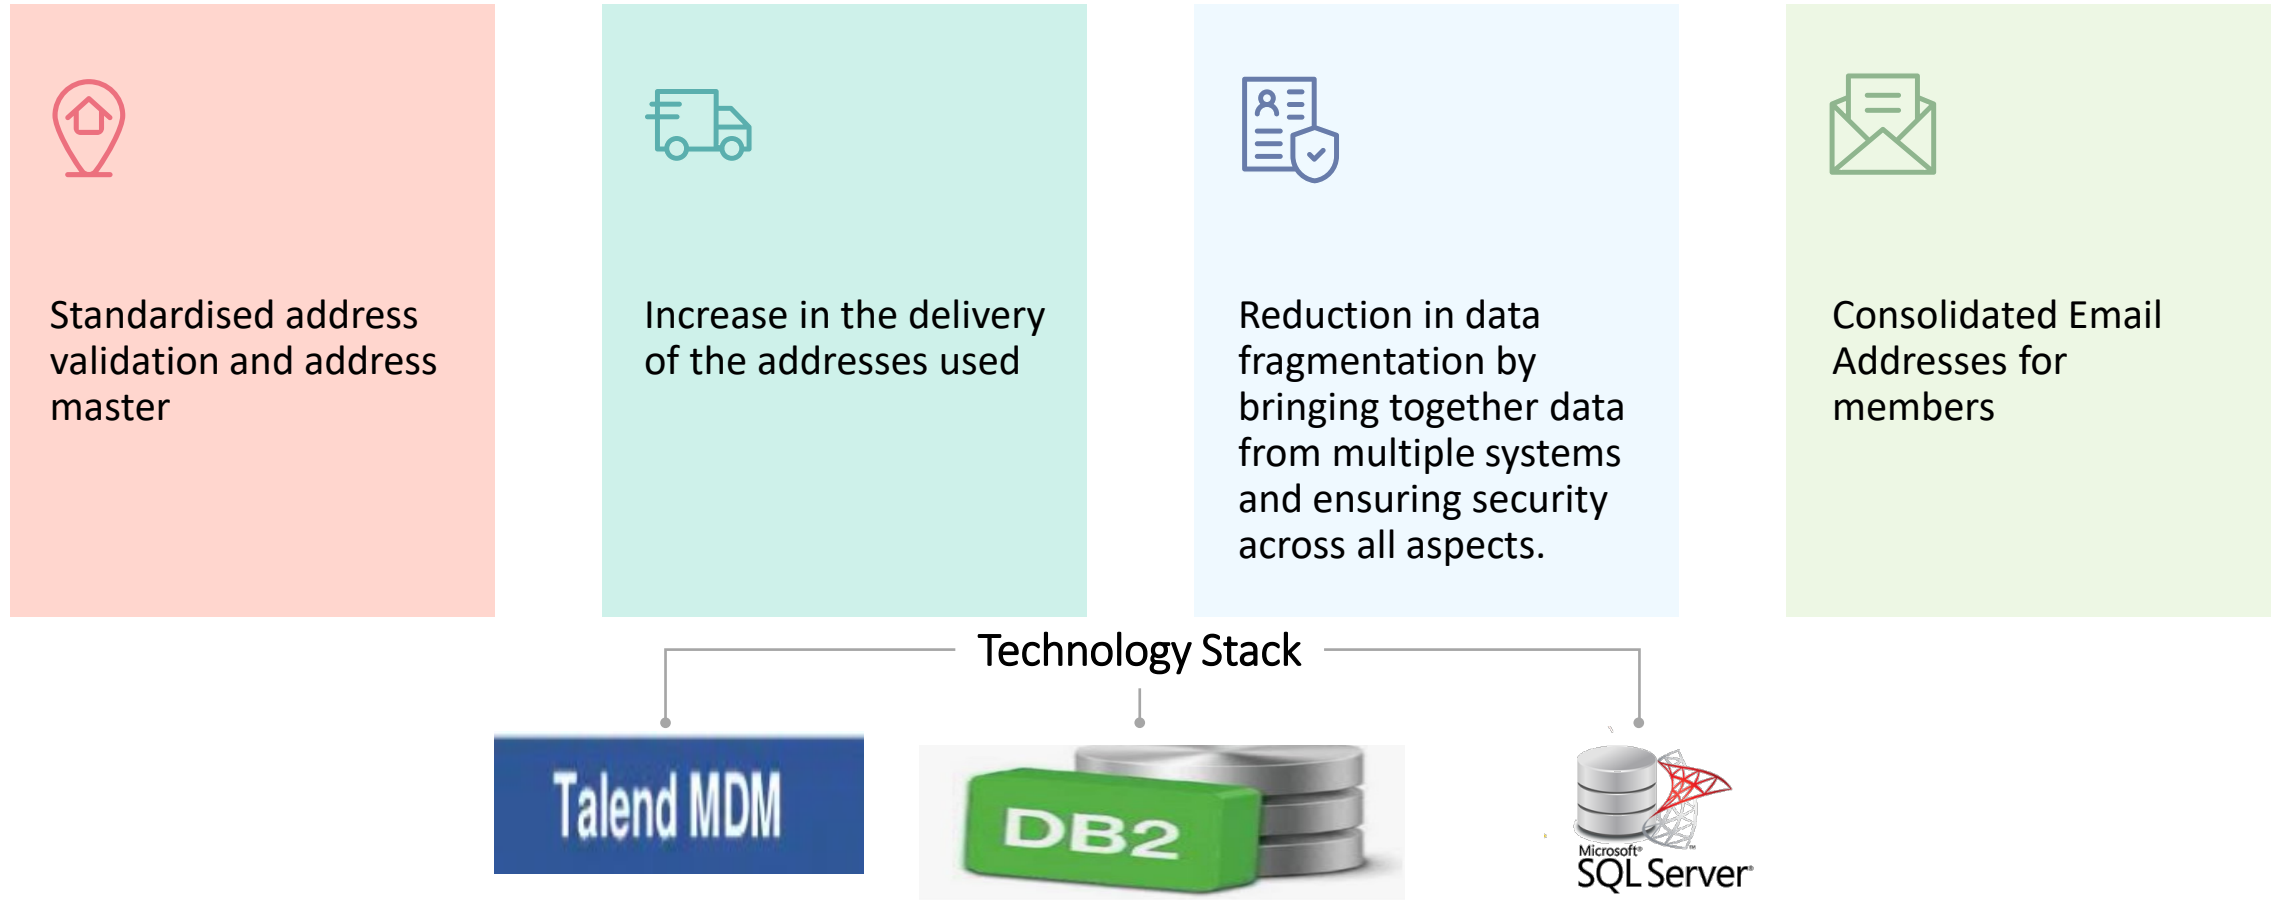 Standardised address
validation and address
master
Increase in the delivery
of the addresses used
Reduction in data
fragmentation by
bringing together data
from multiple systems
and ensuring security
across all aspects.
Consolidated Email
Addresses for
members
Technology Stack
Talend MDM
DB2
Microsoft®
SQL Server®